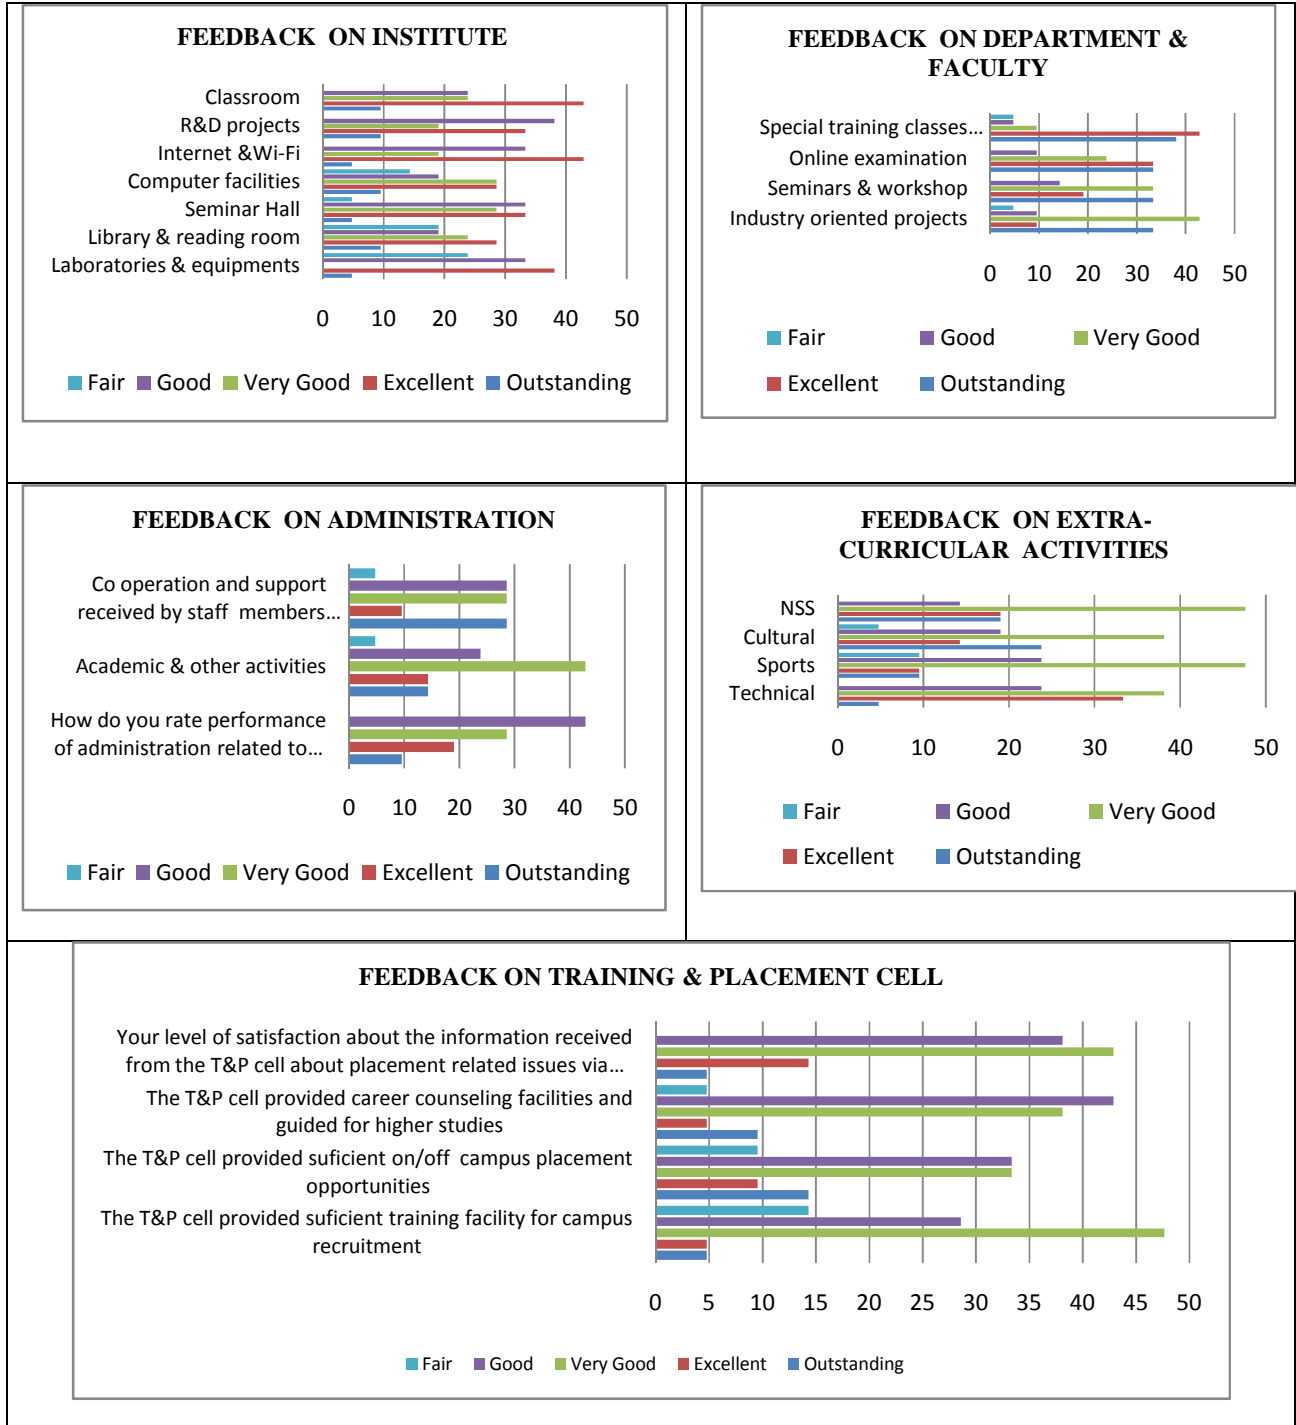 FEEDBACK ON INSTITUTE
Classroom
R&D projects
Internet &Wi-Fi
Computer facilities
Seminar Hall
Library & reading room
Laboratories & equipments
0 10 20 30 40 50
Fair Good Very Good Excellent Outstanding
FEEDBACK ON DEPARTMENT &
FACULTY
Special training classes...
Online examination
Seminars & workshop
Industry oriented projects
0 10 20 30 40 50
Fair Good Very Good
Excellent Outstanding
FEEDBACK ON ADMINISTRATION
Co operation and support
received by staff members...
Academic & other activities
How do you rate performance
of administration related to...
0 10 20 30 40 50
Fair Good Very Good Excellent Outstanding
FEEDBACK ON EXTRA-
CURRICULAR ACTIVITIES
NSS
Cultural
Sports
Technical
0 10 20 30 40 50
Fair Good Very Good
Excellent Outstanding
FEEDBACK ON TRAINING & PLACEMENT CELL
Your level of satisfaction about the information received
from the T&P cell about placement related issues via...
The T&P cell provided career counseling facilities and
guided for higher studies
The T&P cell provided suficient on/off campus placement
opportunities
The T&P cell provided suficient training facility for campus
recruitment
0 5 10 15 20 25 30 35 40 45 50
Fair Good Very Good Excellent Outstanding